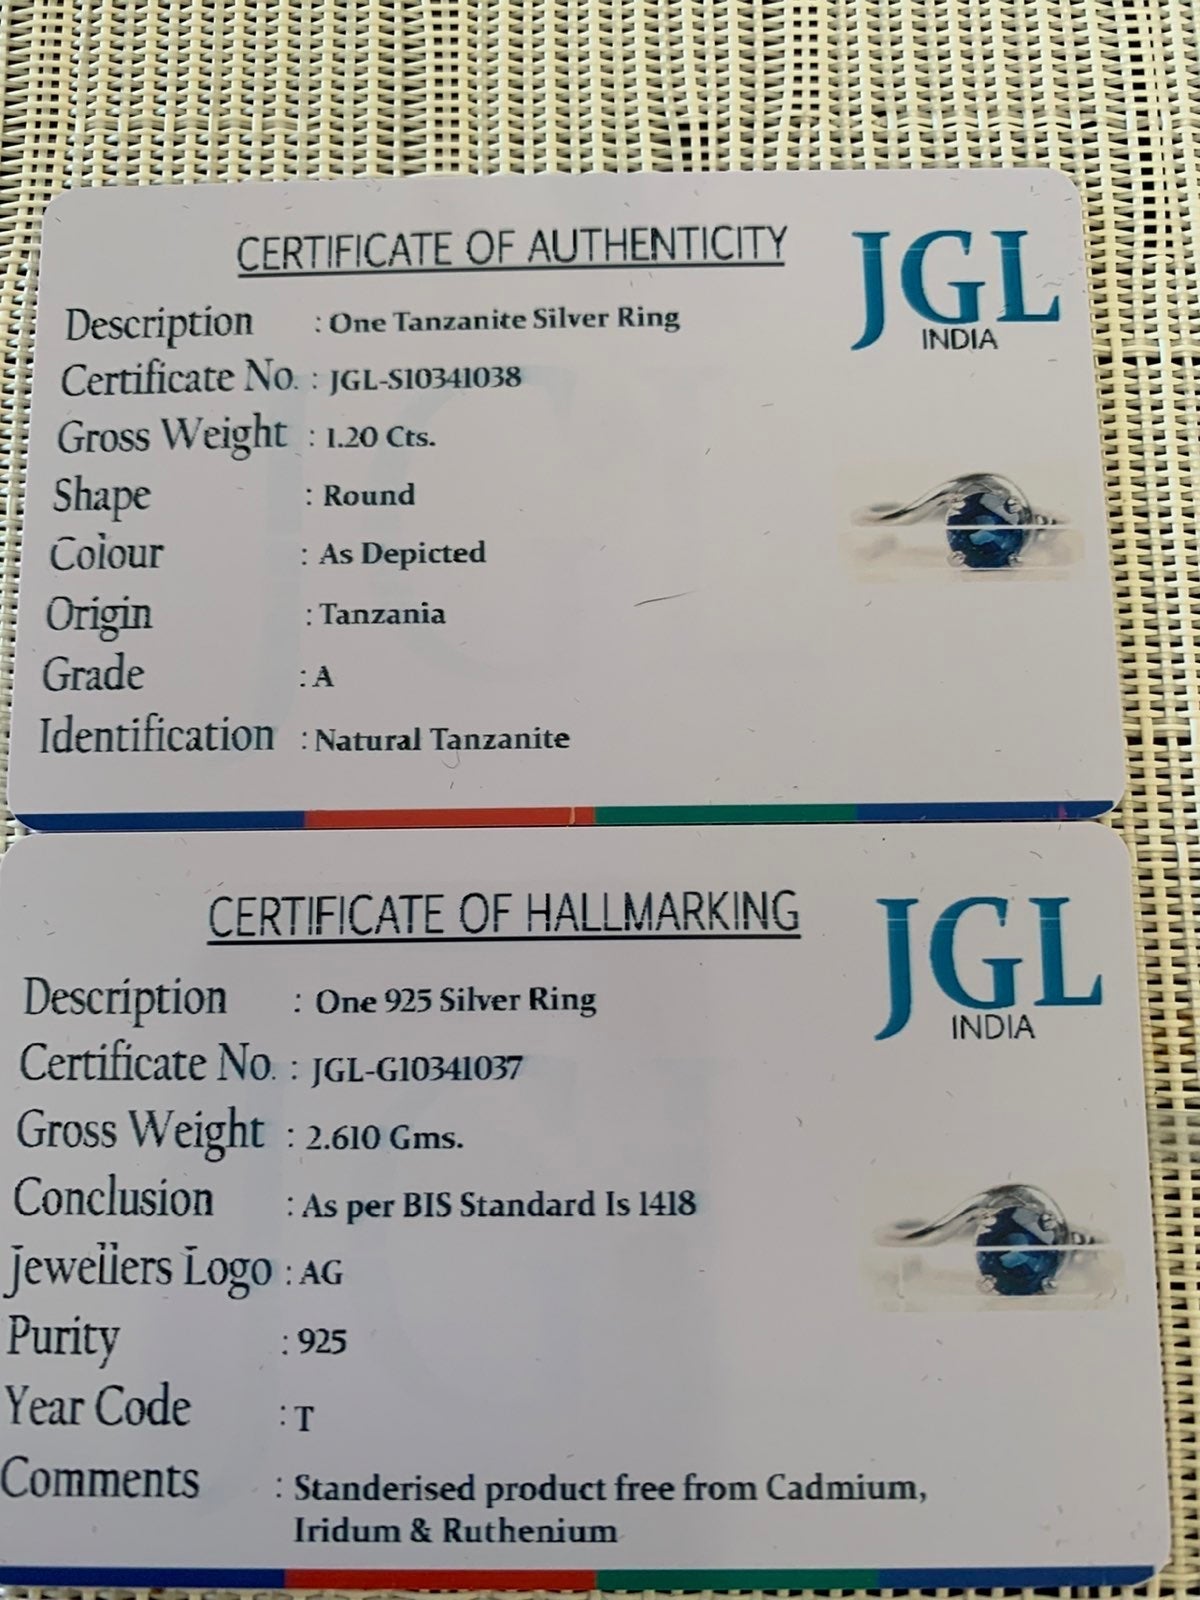 CERTIFICATE OF AUTHENTICITY
JGL
INDIA
Description : One Tanzanite Silver Ring
Certificate No. : JGL-S10341038
Gross Weight : 1.20 Cts.
Shape : Round
Colour : As Depicted
Origin : Tanzania
Grade : A
Identification : Natural Tanzanite
CERTIFICATE OF HALLMARKING
JGL
INDIA
Description : One 925 Silver Ring
Certificate No. : JGL-G10341037
Gross Weight : 2.610 Gms.
Conclusion : As per BIS Standard Is 1418
Jewellers Logo : AG
Purity : 925
Year Code : T
Comments : Standerised product free from Cadmium,
Iridum & Ruthenium